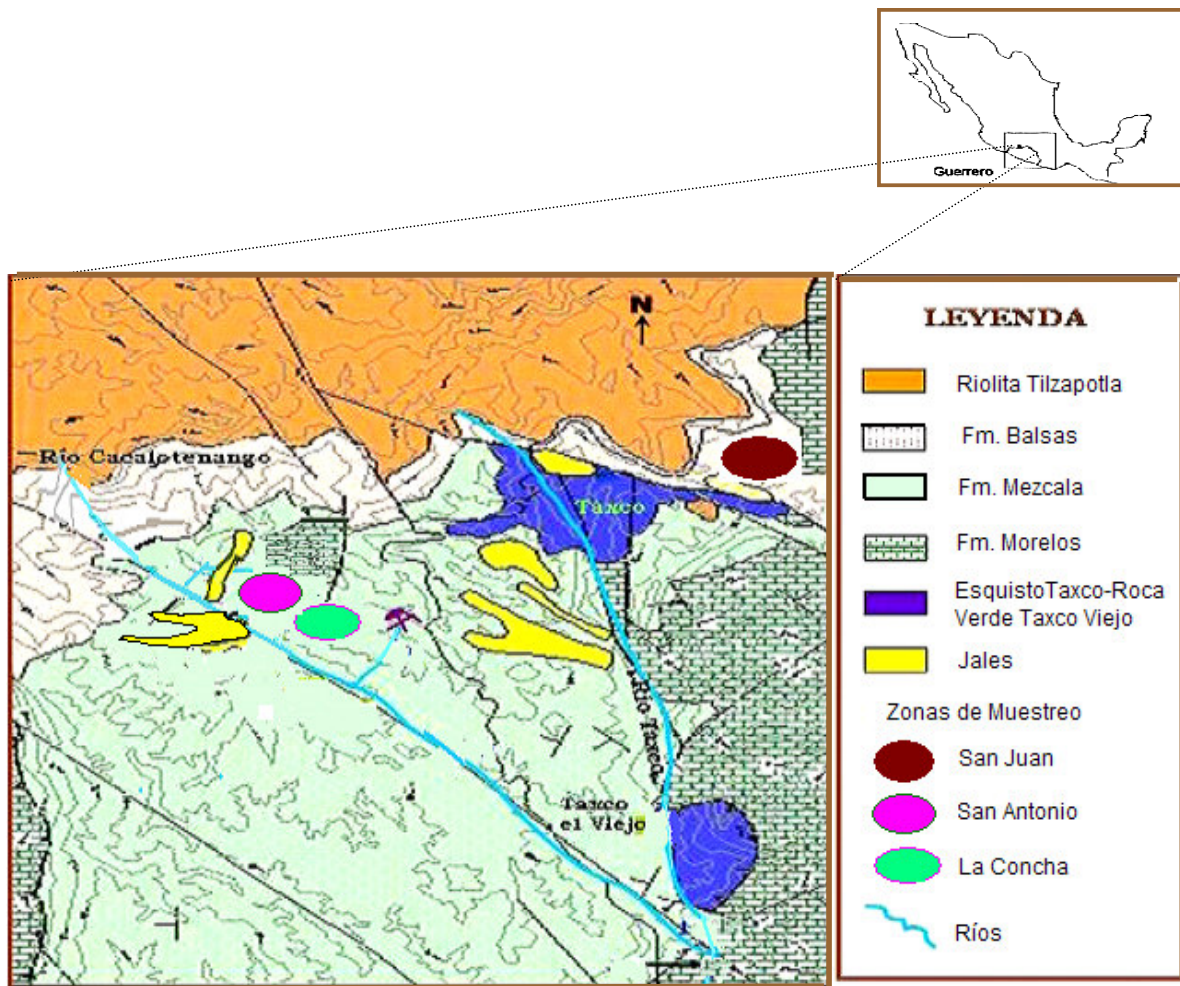 Guerrero
N
Río Cacalotenango
Taxco
Río Taxco
Taxco
el Viejo
LEYENDA
Riolita Tilzapotla
Fm. Balsas
Fm. Mezcala
Fm. Morelos
EsquistoTaxco-Roca
Verde Taxco Viejo
Jales
Zonas de Muestreo
San Juan
San Antonio
La Concha
Ríos